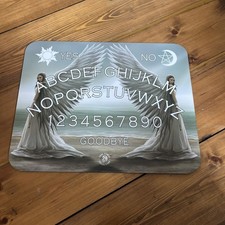 YES NO
ABCDEFGHIJKLM
NOPQRSTUVWXYZ
1234567890
GOODBYE